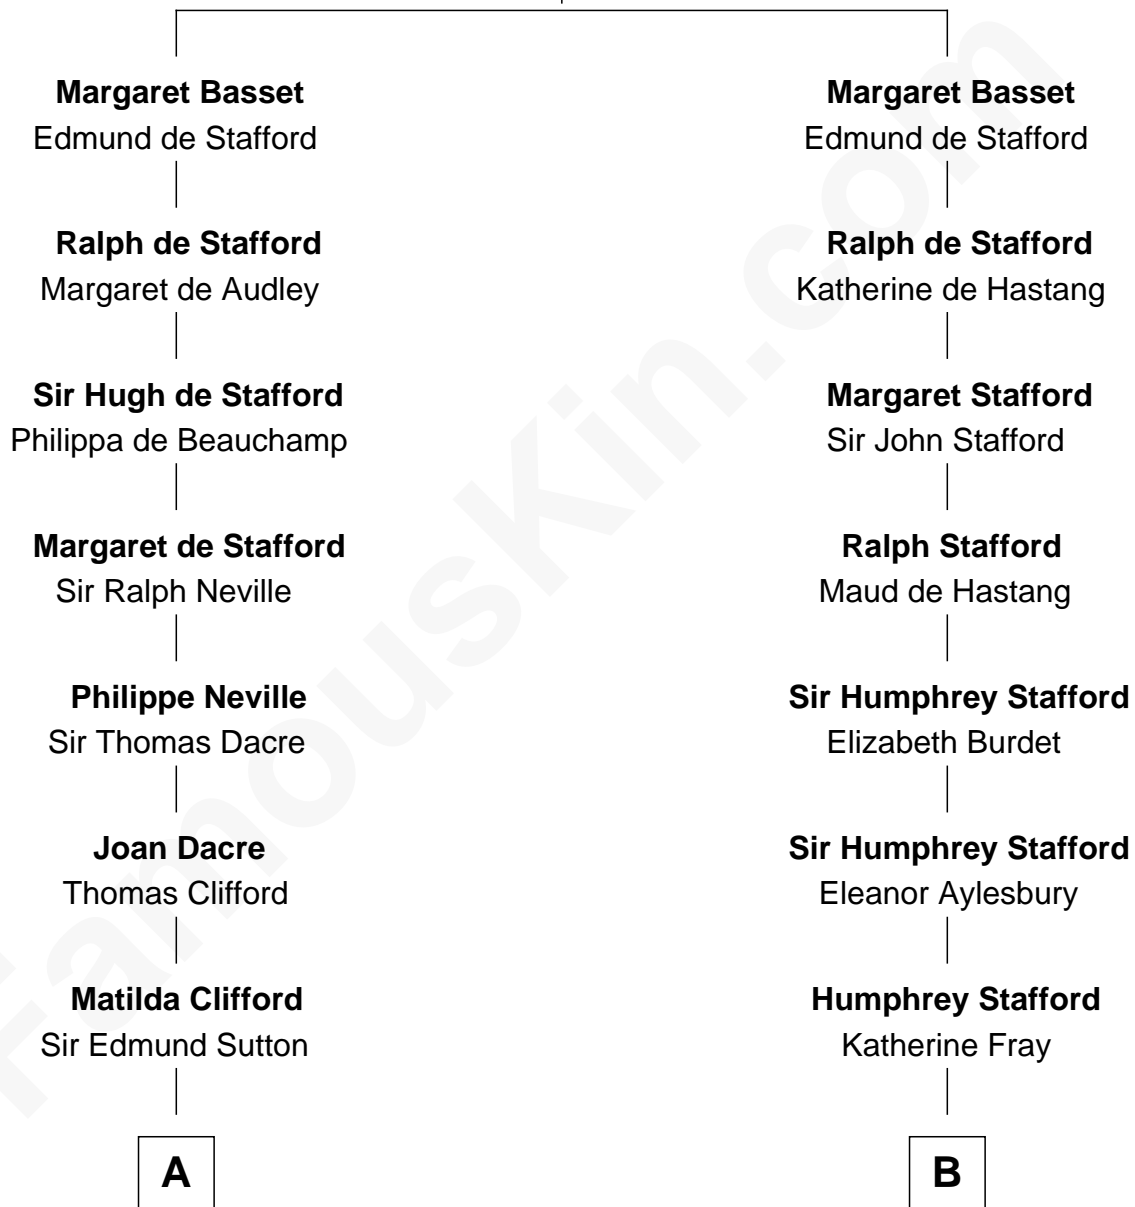 Margaret Basset
Edmund de Stafford
Ralph de Stafford
Margaret de Audley
Sir Hugh de Stafford
Philippa de Beauchamp
Margaret de Stafford
Sir Ralph Neville
Philippe Neville
Sir Thomas Dacre
Joan Dacre
Thomas Clifford
Matilda Clifford
Sir Edmund Sutton
A
Margaret Basset
Edmund de Stafford
Ralph de Stafford
Katherine de Hastang
Margaret Stafford
Sir John Stafford
Ralph Stafford
Maud de Hastang
Sir Humphrey Stafford
Elizabeth Burdet
Sir Humphrey Stafford
Eleanor Aylesbury
Humphrey Stafford
Katherine Fray
B
FamousKin.com